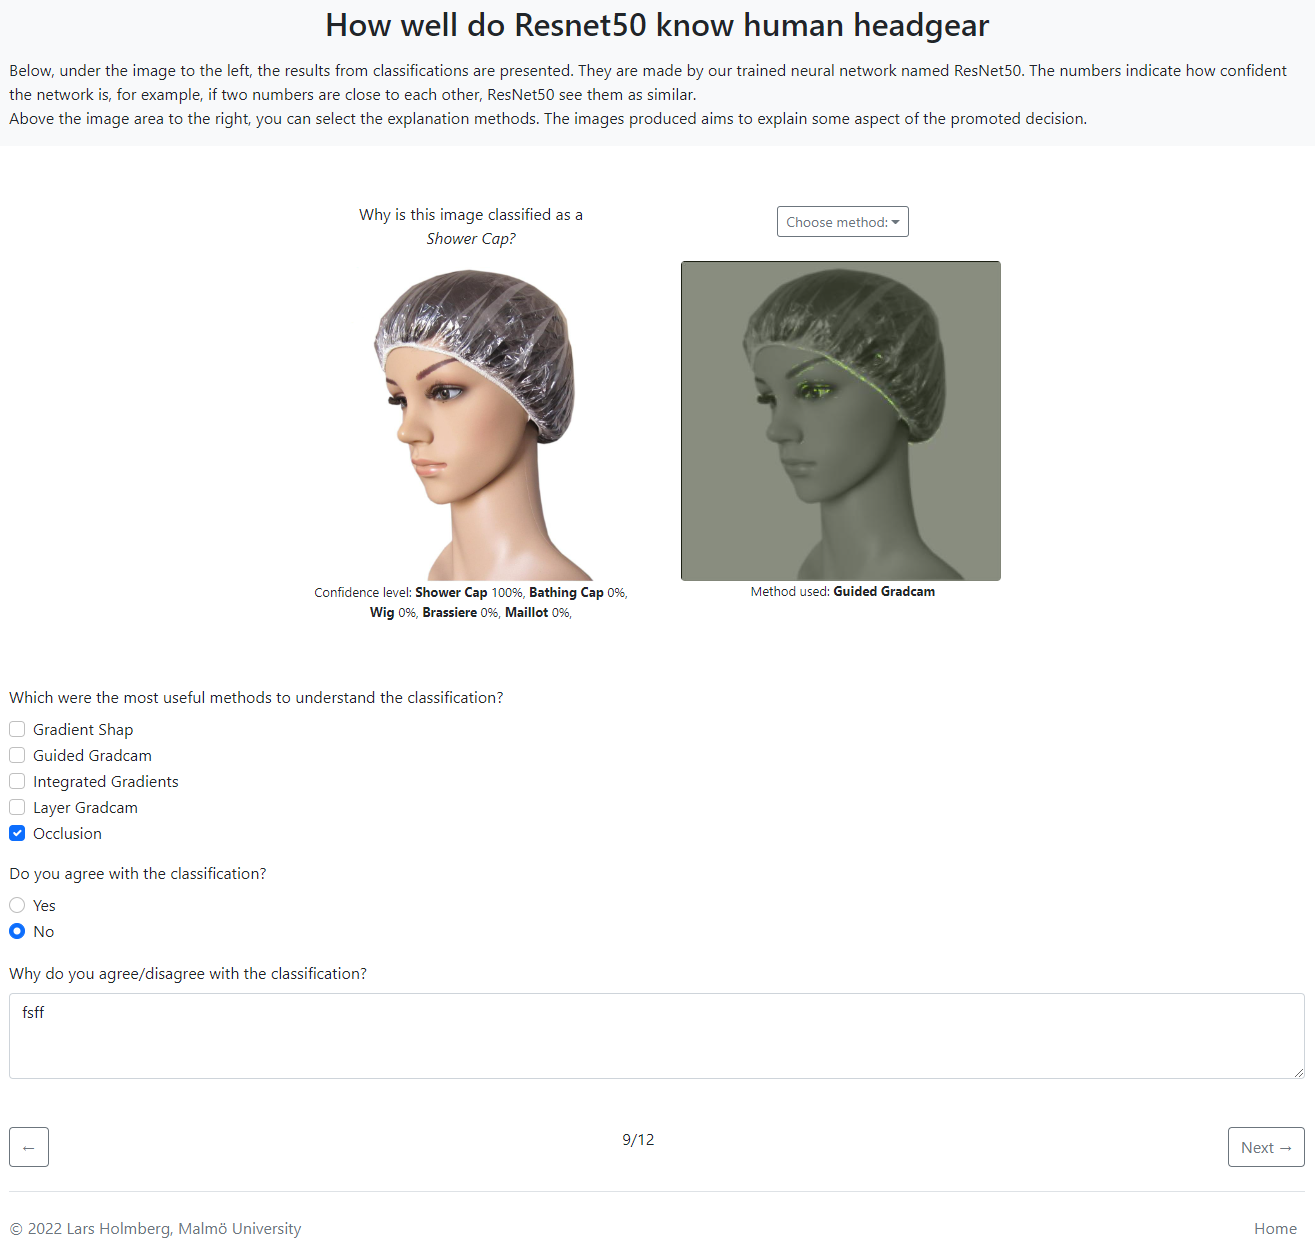 How well do Resnet50 know human headgear
Below, under the image to the left, the results from classifications are presented. They are made by our trained neural network named ResNet50. The numbers indicate how confident
the network is, for example, if two numbers are close to each other, ResNet50 see them as similar.
Above the image area to the right, you can select the explanation methods. The images produced aims to explain some aspect of the promoted decision.
Why is this image classified as a
Shower Cap?
Choose method:
Confidence level: Shower Cap 100%, Bathing Cap 0%,
Wig 0%, Brassiere 0%, Maillot 0%,
Method used: Guided Gradcam
Which were the most useful methods to understand the classification?
Gradient Shap
Guided Gradcam
Integrated Gradients
Layer Gradcam
Occlusion
Do you agree with the classification?
Yes
No
Why do you agree/disagree with the classification?
fsff
←
9/12
Next →
© 2022 Lars Holmberg, Malmö University
Home